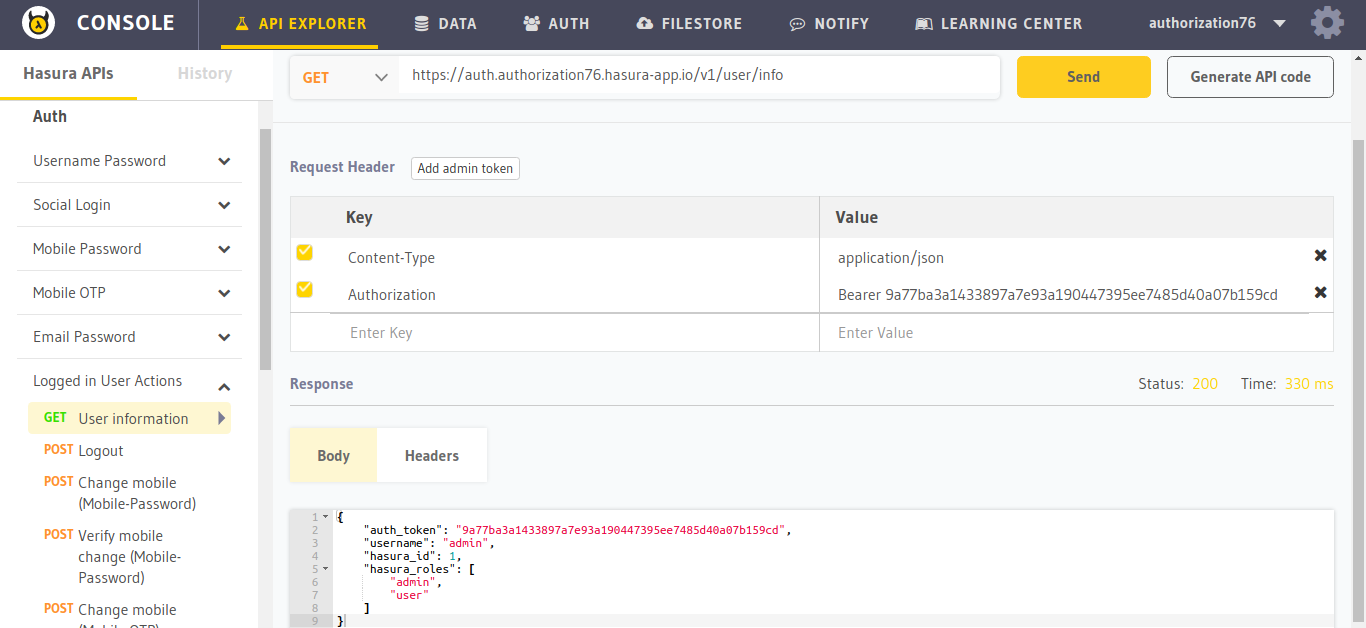 CONSOLE
API EXPLORER
DATA
AUTH
FILESTORE
NOTIFY
LEARNING CENTER
authorization76
Hasura APIs
History
GET
https://auth.authorization76.hasura-app.io/v1/user/info
Send
Generate API code
Auth
Username Password
Social Login
Mobile Password
Mobile OTP
Email Password
Logged in User Actions
GET User information
POST Logout
POST Change mobile
(Mobile-Password)
POST Verify mobile
change (Mobile-
Password)
POST Change mobile
(Mobile-OTP)
Request Header
Add admin token
Key Value
Content-Type application/json
Authorization Bearer 9a77ba3a1433897a7e93a190447395ee7485d40a07b159cd
Enter Key Enter Value
Response
Status: 200 Time: 330 ms
Body Headers
1 {
2 "auth_token": "9a77ba3a1433897a7e93a190447395ee7485d40a07b159cd",
3 "username": "admin",
4 "hasura_id": 1,
5 "hasura_roles": [
6 "admin",
7 "user"
8 ]
9 }